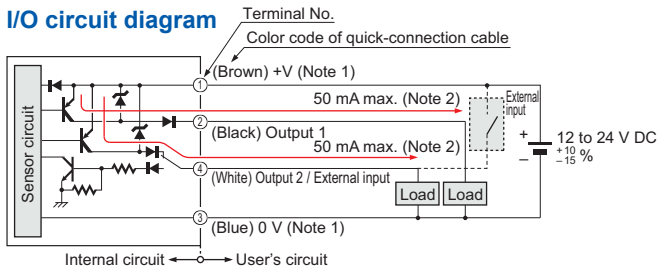 I/O circuit diagram
Terminal No.
Color code of quick-connection cable
1
(Brown) +V (Note 1)
50 mA max. (Note 2)
External
input
2
(Black) Output 1
50 mA max. (Note 2)
+
12 to 24 V DC
+10
–15 %
–
Sensor circuit
4
(White) Output 2 / External input
Load
Load
3
(Blue) 0 V (Note 1)
Internal circuit
User's circuit